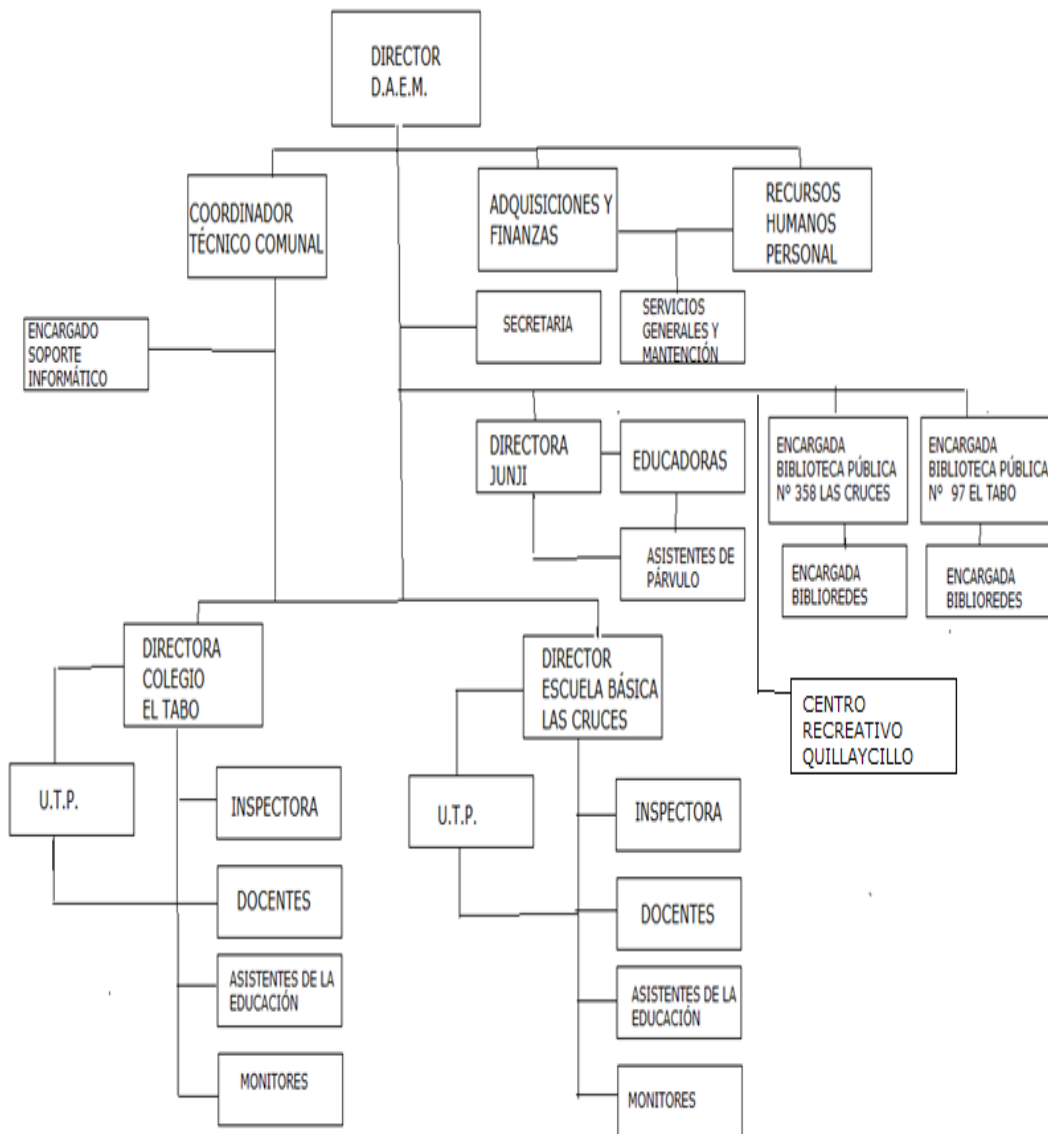 DIRECTOR
D.A.E.M.
COORDINADOR
TÉCNICO COMUNAL
ADQUISICIONES Y
FINANZAS
RECURSOS
HUMANOS
PERSONAL
SECRETARIA
SERVICIOS
GENERALES Y
MANTENCIÓN
ENCARGADO
SOPORTE
INFORMÁTICO
DIRECTORA
JUNJI
EDUCADORAS
ENCARGADA
BIBLIOTECA PÚBLICA
Nº 358 LAS CRUCES
ENCARGADA
BIBLIOTECA PÚBLICA
Nº 97 EL TABO
ASISTENTES DE
PÁRVULO
ENCARGADA
BIBLIOREDES
ENCARGADA
BIBLIOREDES
DIRECTORA
COLEGIO
EL TABO
DIRECTOR
ESCUELA BÁSICA
LAS CRUCES
CENTRO
RECREATIVO
QUILLAYCILLO
U.T.P.
INSPECTORA
DOCENTES
ASISTENTES DE LA
EDUCACIÓN
MONITORES
U.T.P.
INSPECTORA
DOCENTES
ASISTENTES DE LA
EDUCACIÓN
MONITORES